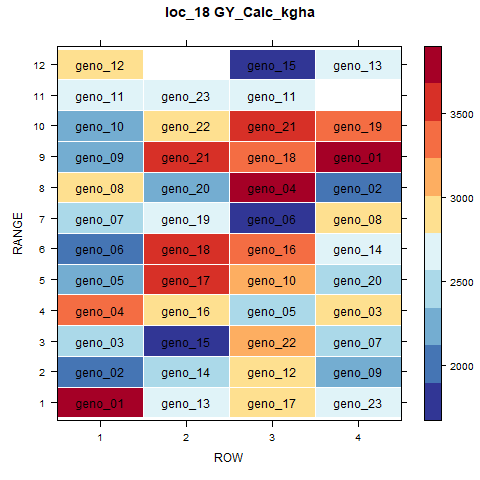 loc_18 GY_Calc_kgha
12 geno_12 geno_15 geno_13
11 geno_11 geno_23 geno_11
10 geno_10 geno_22 geno_21 geno_19 3500
9 geno_09 geno_21 geno_18 geno_01
8 geno_08 geno_20 geno_04 geno_02 3000
7 geno_07 geno_19 geno_06 geno_08
6 geno_06 geno_18 geno_16 geno_14
5 geno_05 geno_17 geno_10 geno_20 2500
4 geno_04 geno_16 geno_05 geno_03
3 geno_03 geno_15 geno_22 geno_07
2 geno_02 geno_14 geno_12 geno_09 2000
1 geno_01 geno_13 geno_17 geno_23
1 2 3 4
RANGE
ROW